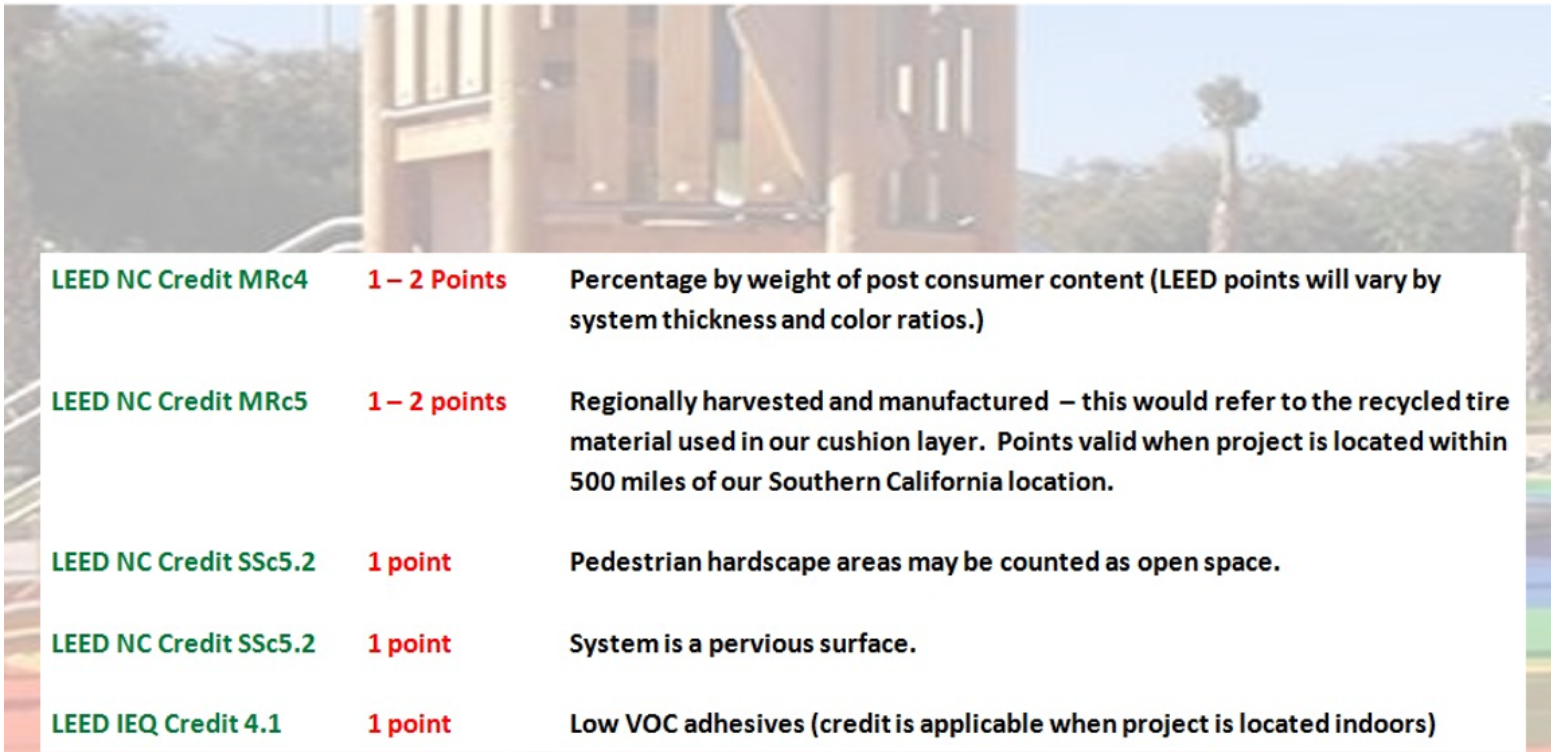 LEED NC Credit MRc4 1 – 2 Points Percentage by weight of post consumer content (LEED points will vary by
system thickness and color ratios.)
LEED NC Credit MRc5 1 – 2 points Regionally harvested and manufactured – this would refer to the recycled tire
material used in our cushion layer. Points valid when project is located within
500 miles of our Southern California location.
LEED NC Credit SSc5.2 1 point Pedestrian hardscape areas may be counted as open space.
LEED NC Credit SSc5.2 1 point System is a pervious surface.
LEED IEQ Credit 4.1 1 point Low VOC adhesives (credit is applicable when project is located indoors)